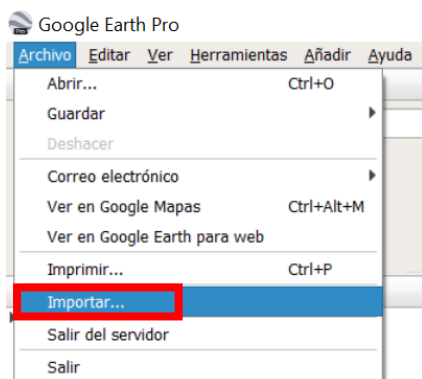 Google Earth Pro
Archivo Editar Ver Herramientas Añadir Ayuda
Abrir... Ctrl+O
Guardar
Deshacer
Correo electrónico
Ver en Google Mapas Ctrl+Alt+M
Ver en Google Earth para web
Imprimir... Ctrl+P
Importar...
Salir del servidor
Salir